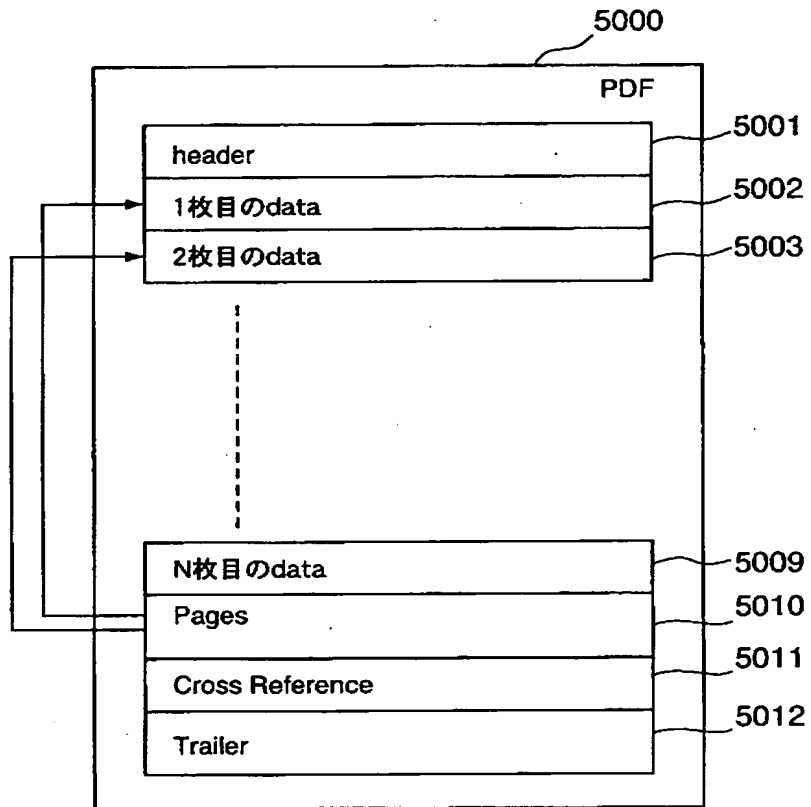 5000
PDF
header
5001
1枚目のdata
5002
2枚目のdata
5003
N枚目のdata
5009
Pages
5010
Cross Reference
5011
Trailer
5012